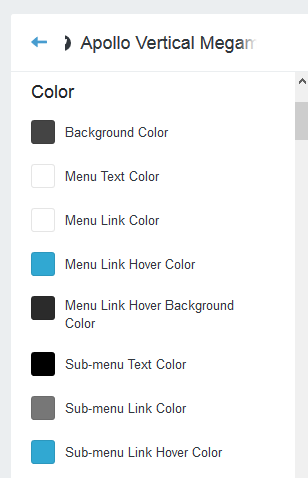 Apollo Vertical Megam
Color
Background Color
Menu Text Color
Menu Link Color
Menu Link Hover Color
Menu Link Hover Background
Color
Sub-menu Text Color
Sub-menu Link Color
Sub-menu Link Hover Color